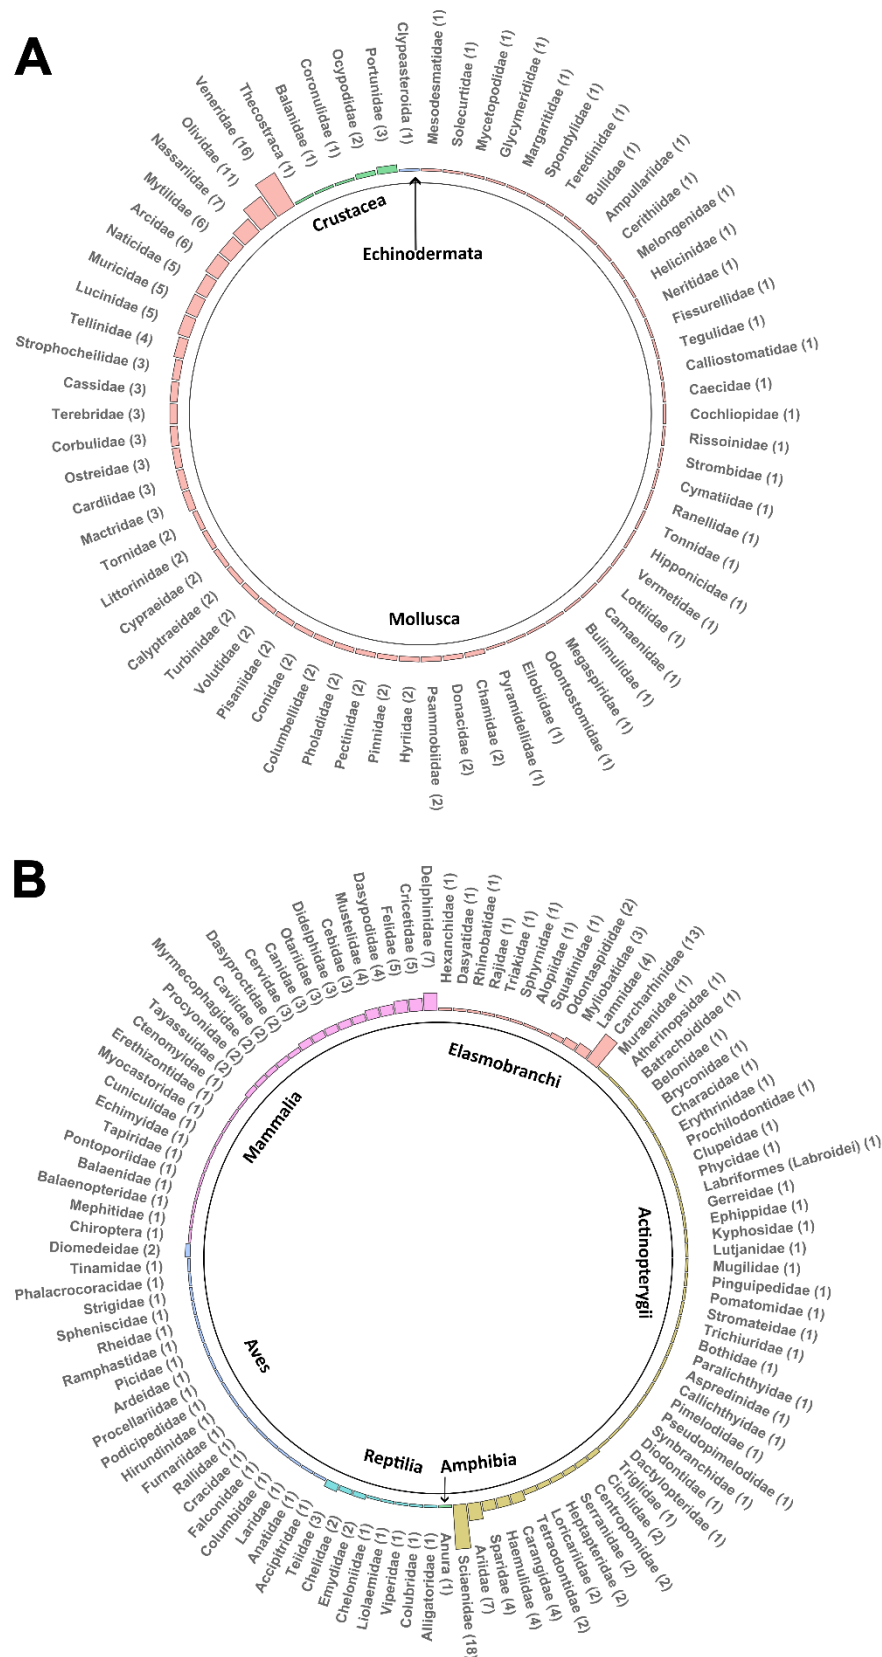 A
Clypeasteroida (1)
Mesodesmatidae (1)
Solecurtidae (1)
Mycetopodidae (1)
Glycymerididae (1)
Margaritidae (1)
Spondylidae (1)
Teredinidae (1)
Bullidae (1)
Ampullariidae (1)
Cerithiidae (1)
Melongenidae (1)
Helicinidae (1)
Neritidae (1)
Fissurellidae (1)
Tegulidae (1)
Calliostomatidae (1)
Caecidae (1)
Cochliopidae (1)
Rissoinidae (1)
Strombidae (1)
Cymatiidae (1)
Ranellidae (1)
Tonnidae (1)
Hipponicidae (1)
Vermetidae (1)
Lottiidae (1)
Camaenidae (1)
Bulimulidae (1)
Megaspiridae (1)
Odontostomidae (1)
Ellobiidae (1)
Pyramidellidae (1)
Chamidae (2)
Donacidae (2)
Psammobiidae (2)
Hyriidae (2)
Pinnidae (2)
Pectinidae (2)
Pholadidae (2)
Columbellidae (2)
Conidae (2)
Pisaniidae (2)
Volutidae (2)
Turbinidae (2)
Calyptraeidae (2)
Cypraeidae (2)
Littorinidae (2)
Tornidae (2)
Mactridae (3)
Cardiidae (3)
Ostreidae (3)
Corbulidae (3)
Terebridae (3)
Cassidae (3)
Strophocheilidae (3)
Tellinidae (4)
Lucinidae (5)
Muricidae (5)
Naticidae (5)
Arcidae (6)
Mytilidae (6)
Nassariidae (7)
Olividae (11)
Veneridae (16)
Thecostraca (1)
Balanidae (1)
Coronulidae (1)
Ocypodidae (2)
Portunidae (3)
Crustacea
Echinodermata
Mollusca
B
Hexanchidae (1)
Dasyatidae (1)
Rhinobatidae (1)
Rajidae (1)
Triakidae (1)
Sphyrnidae (1)
Alopiidae (1)
Squatinidae (1)
Odontaspididae (2)
Myliobatidae (3)
Lamnidae (4)
Carcharhinidae (13)
Muraenidae (1)
Atherinopsidae (1)
Batrachoididae (1)
Belonidae (1)
Bryconidae (1)
Characidae (1)
Erythrinidae (1)
Prochilodontidae (1)
Clupeidae (1)
Phycidae (1)
Labriformes (Labroidei) (1)
Gerreidae (1)
Ephippidae (1)
Kyphosidae (1)
Lutjanidae (1)
Mugilidae (1)
Pinguipedidae (1)
Pomatomidae (1)
Stromateidae (1)
Trichiuridae (1)
Bothidae (1)
Paralichthyidae (1)
Aspredinidae (1)
Callichthyidae (1)
Pimelodidae (1)
Pseudopimelodidae (1)
Synbranchidae (1)
Diodontidae (1)
Dactylopteridae (1)
Triglidae (1)
Cichlidae (2)
Centropomidae (2)
Serranidae (2)
Heptapteridae (2)
Loricariidae (2)
Tetraodontidae (2)
Carangidae (4)
Haemulidae (4)
Sparidae (4)
Ariidae (7)
Sciaenidae (18)
Anura (1)
Alligatoridae (1)
Colubridae (1)
Viperidae (1)
Liolaemidae (1)
Cheloniidae (1)
Emydidae (2)
Chelidae (2)
Teiidae (3)
Accipitridae (1)
Anatidae (1)
Laridae (1)
Columbidae (1)
Falconidae (1)
Cracidae (1)
Rallidae (1)
Furnariidae (1)
Hirundinidae (1)
Podicipedidae (1)
Procellariidae (1)
Ardeidae (1)
Picidae (1)
Ramphastidae (1)
Rheidae (1)
Spheniscidae (1)
Strigidae (1)
Phalacrocoracidae (1)
Tinamidae (1)
Diomedeidae (2)
Chiroptera (1)
Mephitidae (1)
Balaenopteridae (1)
Balaenidae (1)
Pontoporiidae (1)
Tapiridae (1)
Echimyidae (1)
Cuniculidae (1)
Myocastoridae (1)
Erethizontidae (1)
Ctenomyidae (1)
Tayassuidae (2)
Procyonidae (2)
Myrmecophagidae (2)
Caviidae (2)
Dasyproctidae (2)
Cervidae (3)
Canidae (3)
Otariidae (3)
Didelphidae (3)
Cebidae (3)
Mustelidae (4)
Dasypodidae (4)
Felidae (5)
Cricetidae (5)
Delphinidae (7)
Elasmobranchi
Mammalia
Actinopterygii
Aves
Reptilia
Amphibia